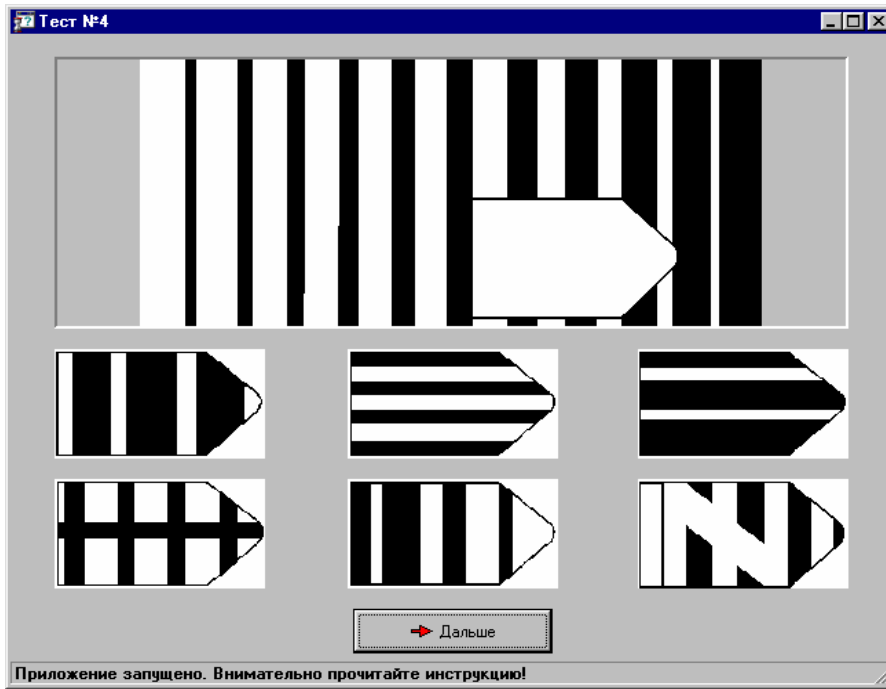 Тест №4
Дальше
Приложение запущено. Внимательно прочитайте инструкцию!